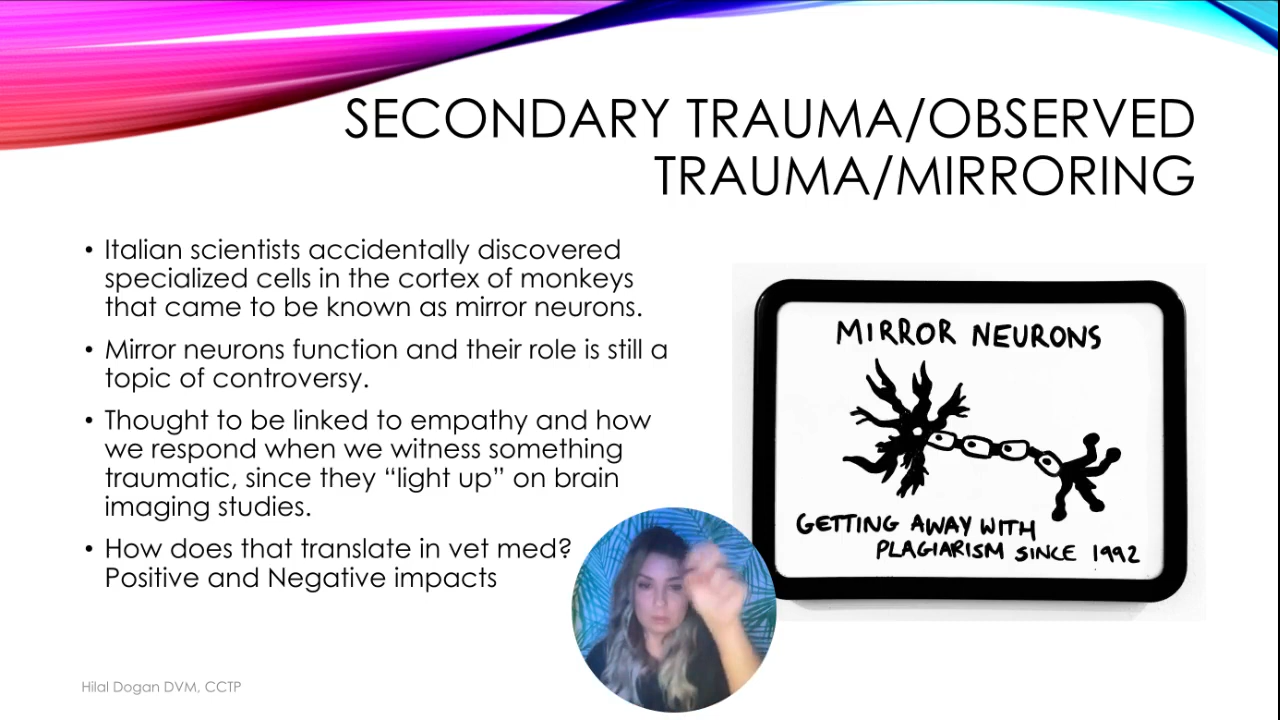 SECONDARY TRAUMA/OBSERVED
TRAUMA/MIRRORING
• Italian scientists accidentally discovered
specialized cells in the cortex of monkeys
that came to be known as mirror neurons.
• Mirror neurons function and their role is still a
topic of controversy.
• Thought to be linked to empathy and how
we respond when we witness something
traumatic, since they “light up” on brain
imaging studies.
• How does that translate in vet med?
Positive and Negative impacts
MIRROR NEURONS
GETTING AWAY WITH
PLAGIARISM SINCE 1992
Hilal Dogan DVM, CCTP